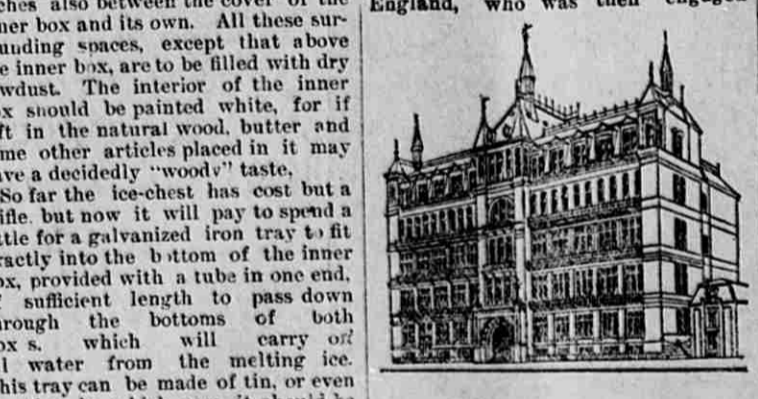 ches also between the cover of the
ner box and its own. All these sur-
unding spaces, except that above
e inner box, are to be filled with dry
wdust. The interior of the inner
x should be painted white, for if
ft in the natural wood, butter and
me other articles placed in it may
ve a decidedly "woody" taste.
So far the ice-chest has cost but a
ifle, but now it will pay to spend a
ttle for a galvanized iron tray to fit
xactly into the bottom of the inner
ox, provided with a tube in one end,
sufficient length to pass down
hrough the bottoms of both
ox s, which will carry off
l water from the melting ice.
his tray can be made of tin, or even
England, who was then engaged